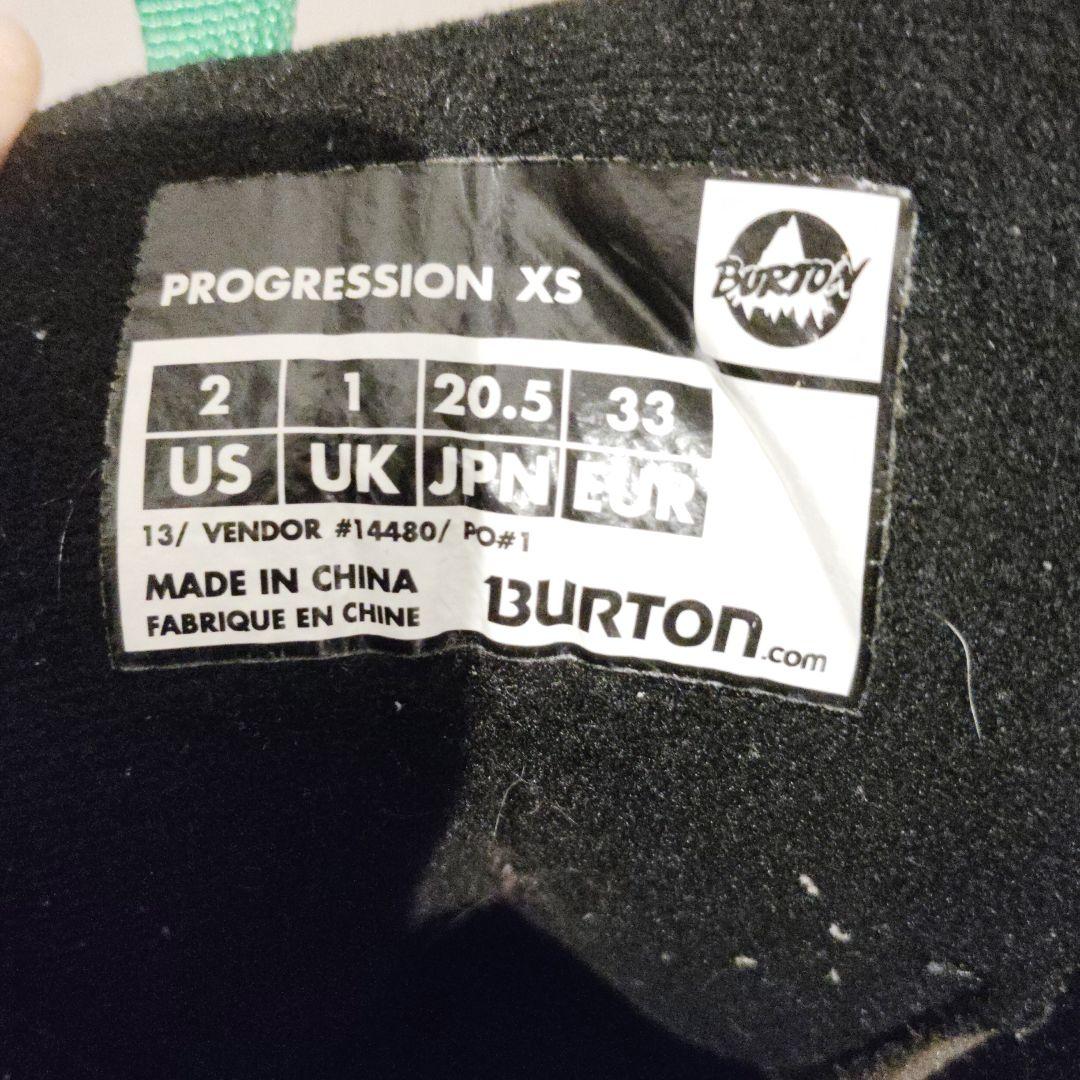 PROGRESSION XS
BURTON
2 1 20.5 33
US UK JPN EUR
13/ VENDOR #14480/ PO#1
MADE IN CHINA
FABRIQUE EN CHINE
BURTON.com